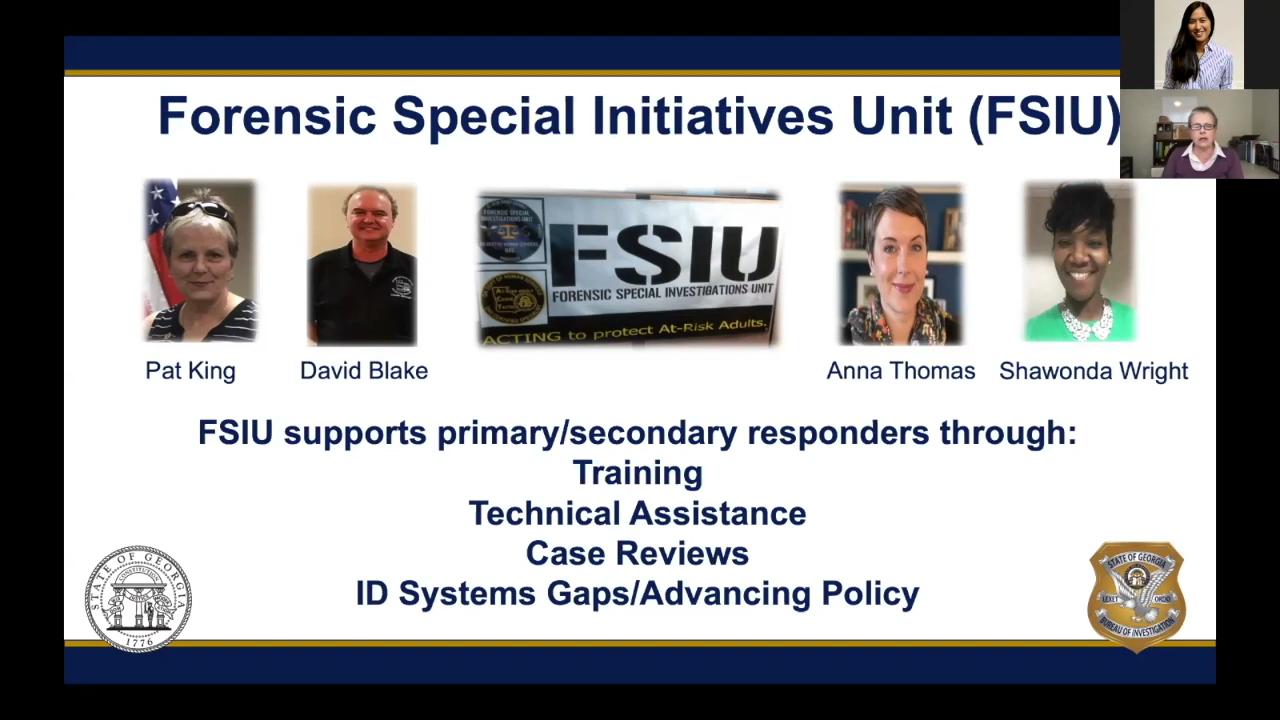 Forensic Special Initiatives Unit (FSIU)
FSIU
FORENSIC SPECIAL INVESTIGATIONS UNIT
ACTING to protect At-Risk Adults.
Pat King
David Blake
Anna Thomas
Shawonda Wright
FSIU supports primary/secondary responders through:
Training
Technical Assistance
Case Reviews
ID Systems Gaps/Advancing Policy
STATE OF GEORGIA
CONSTITUTION
1776
STATE OF GEORGIA
BUREAU OF INVESTIGATION